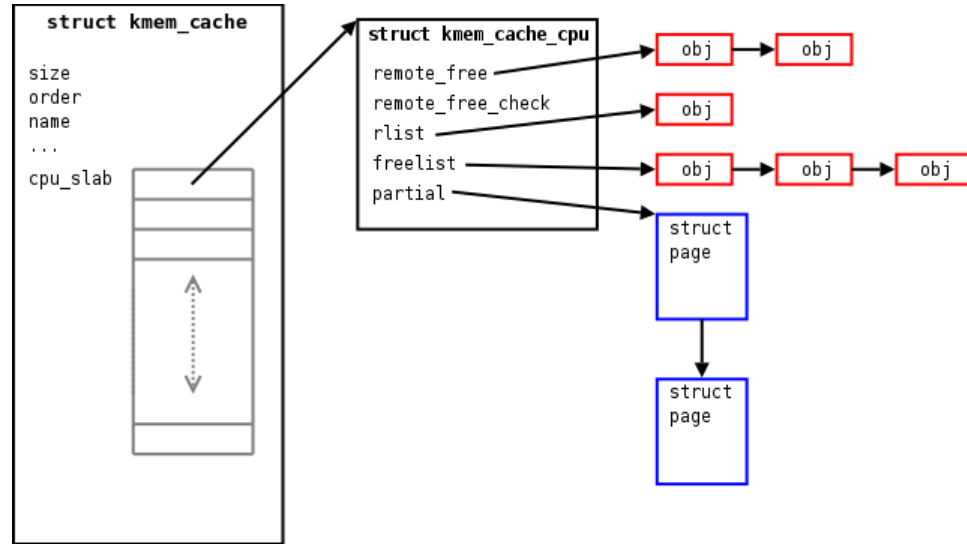 struct kmem_cache
size
order
name
...
cpu_slab
struct kmem_cache_cpu
remote_free
remote_free_check
rlist
freelist
partial
obj obj
obj
obj obj obj
struct
page
struct
page